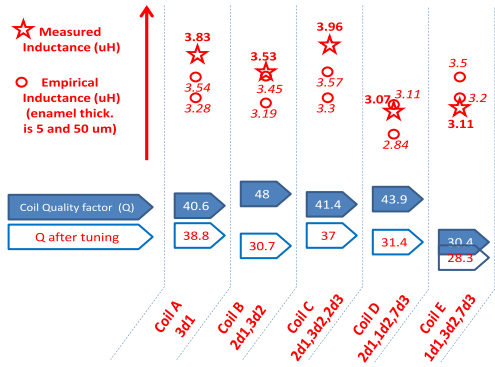 Measured
Inductance (uH)
Empirical
Inductance (uH)
(enamel thick.
is 5 and 50 um)
3.83
3.54
3.28
3.53
3.45
3.19
3.96
3.57
3.3
3.07
3.11
2.84
3.5
3.2
3.11
Coil Quality factor (Q)
40.6
48
41.4
43.9
30.4
Q after tuning
38.8
30.7
37
31.4
28.3
Coil A
3d1
Coil B
2d1,3d2
Coil C
2d1,3d2,2d3
Coil D
2d1,1d2,7d3
Coil E
1d1,3d2,7d3